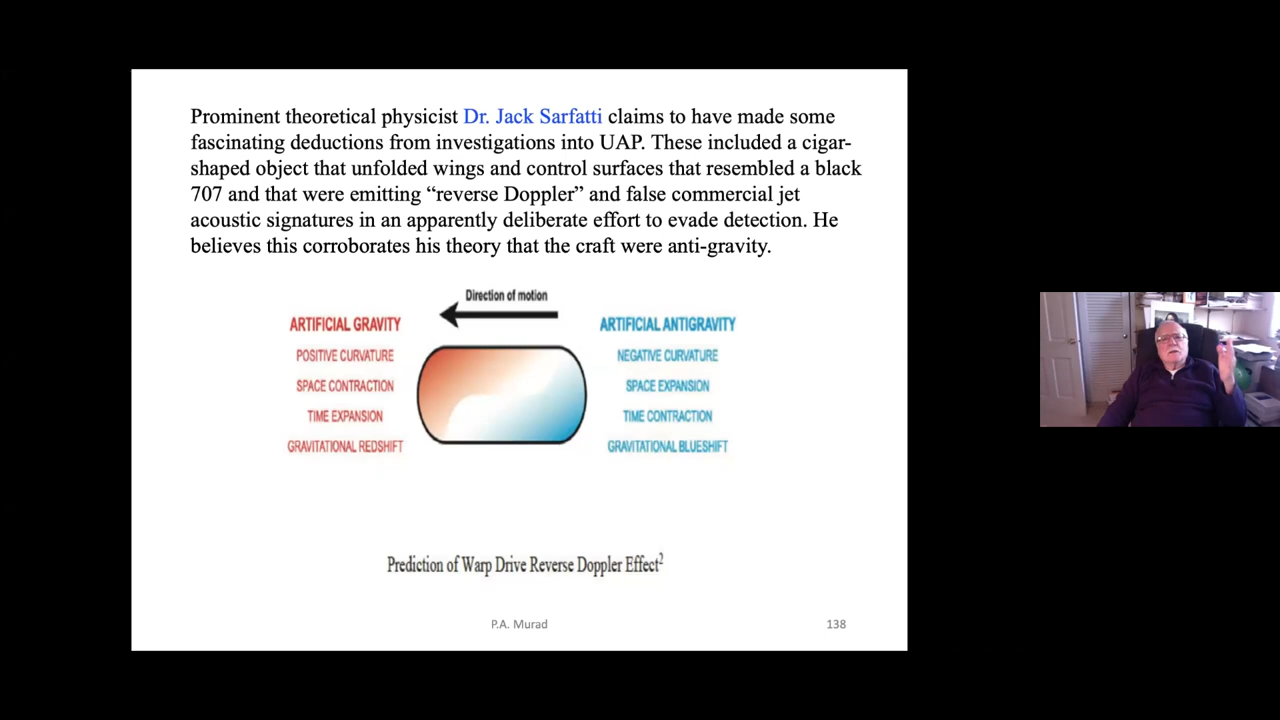 Prominent theoretical physicist Dr. Jack Sarfatti claims to have made some
fascinating deductions from investigations into UAP. These included a cigar-
shaped object that unfolded wings and control surfaces that resembled a black
707 and that were emitting “reverse Doppler” and false commercial jet
acoustic signatures in an apparently deliberate effort to evade detection. He
believes this corroborates his theory that the craft were anti-gravity.
Direction of motion
ARTIFICIAL GRAVITY
POSITIVE CURVATURE
SPACE CONTRACTION
TIME EXPANSION
GRAVITATIONAL REDSHIFT
ARTIFICIAL ANTIGRAVITY
NEGATIVE CURVATURE
SPACE EXPANSION
TIME CONTRACTION
GRAVITATIONAL BLUESHIFT
Prediction of Warp Drive Reverse Doppler Effect²
P.A. Murad
138